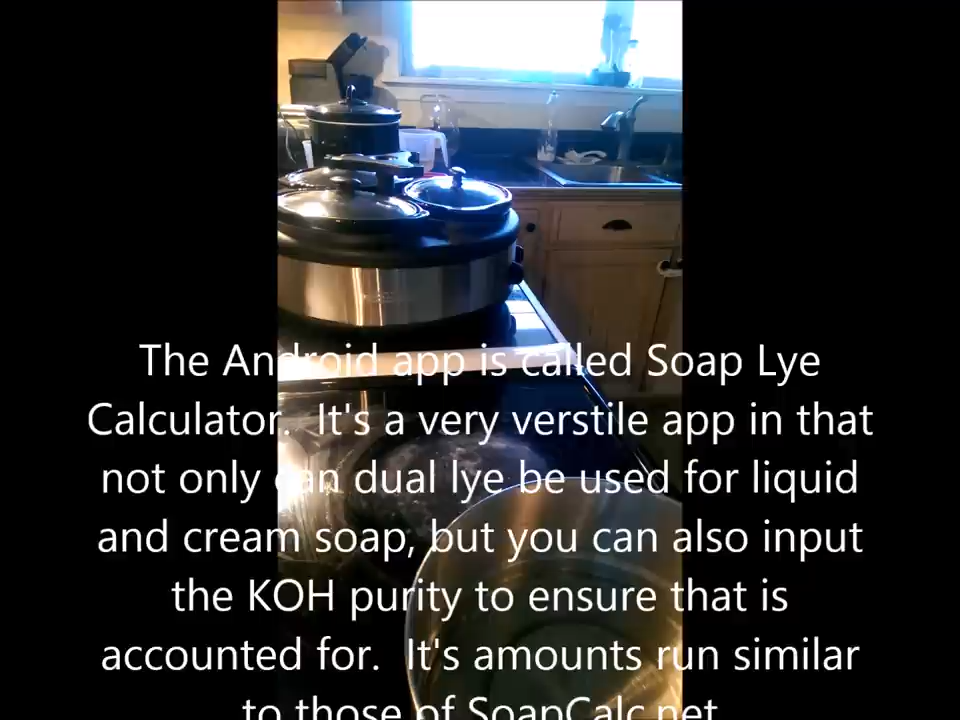 The Android app is called Soap Lye
Calculator.  It's a very verstile app in that
not only can dual lye be used for liquid
and cream soap, but you can also input
the KOH purity to ensure that is
accounted for.  It's amounts run similar
to those of SoapCalc.net